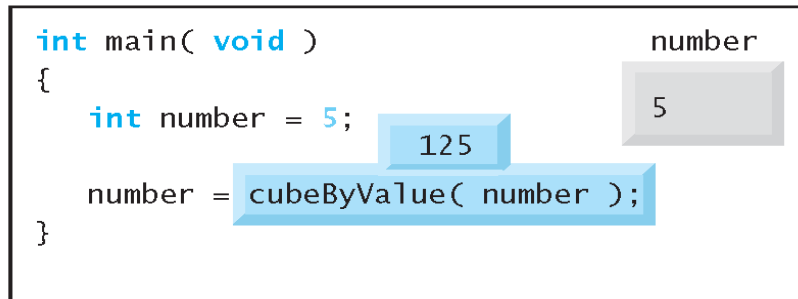 int main( void )
number
{
5
int number = 5;
125
number = cubeByValue( number );
}